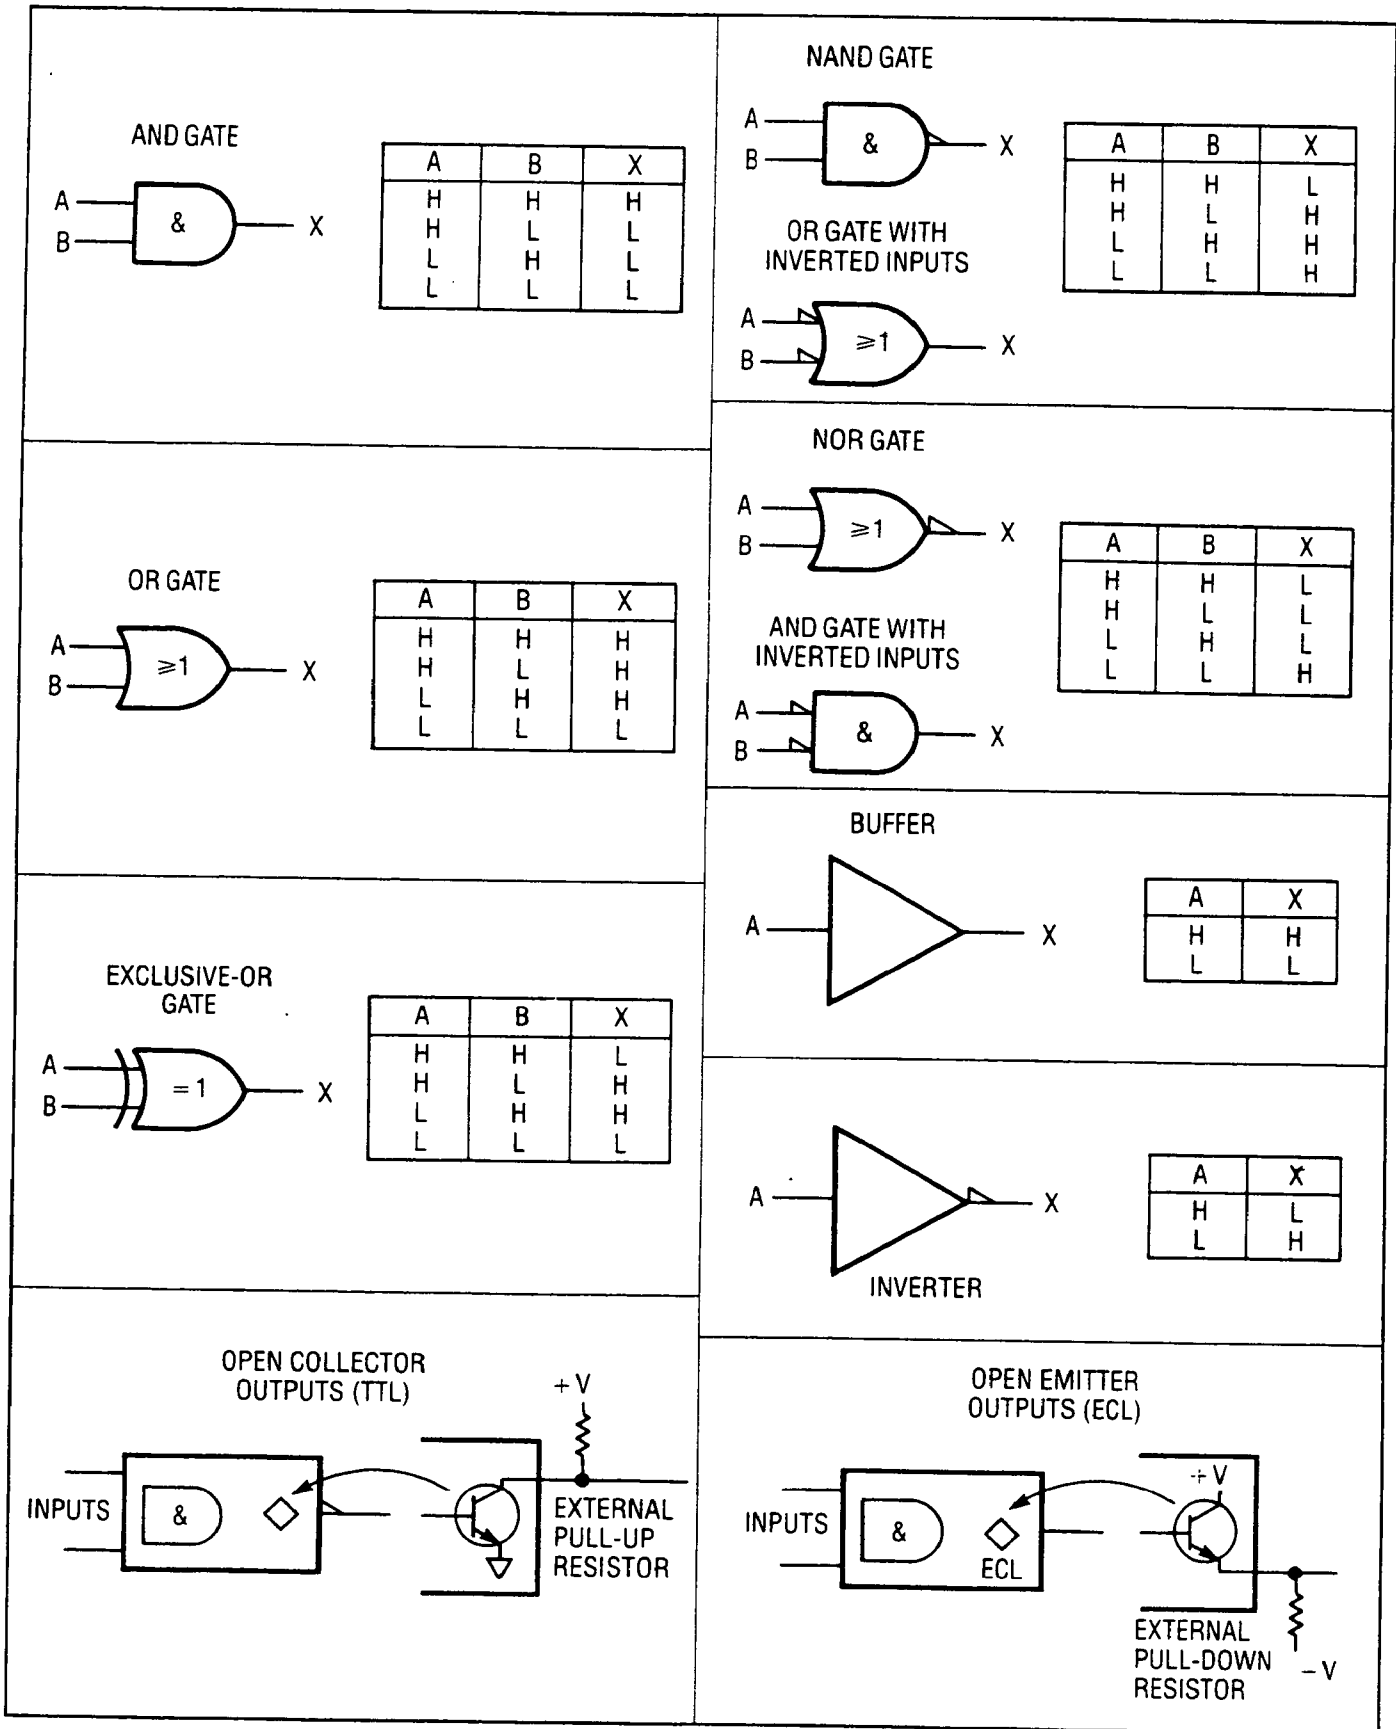 AND GATE
A
B
&
X
A B X
H H H
H L L
L H L
L L L
NAND GATE
A
B
&
X
OR GATE WITH
INVERTED INPUTS
A
B
≥1
X
A B X
H H L
H L H
L H H
L L H
OR GATE
A
B
≥1
X
A B X
H H H
H L H
L H H
L L L
NOR GATE
A
B
≥1
X
AND GATE WITH
INVERTED INPUTS
A
B
&
X
A B X
H H L
H L L
L H L
L L H
EXCLUSIVE-OR
GATE
A
B
= 1
X
A B X
H H L
H L H
L H H
L L L
BUFFER
A
X
A X
H H
L L
A
X
INVERTER
A X
H L
L H
OPEN COLLECTOR
OUTPUTS (TTL)
+V
INPUTS
&
EXTERNAL
PULL-UP
RESISTOR
OPEN EMITTER
OUTPUTS (ECL)
+V
INPUTS
&
ECL
EXTERNAL
PULL-DOWN
RESISTOR
−V